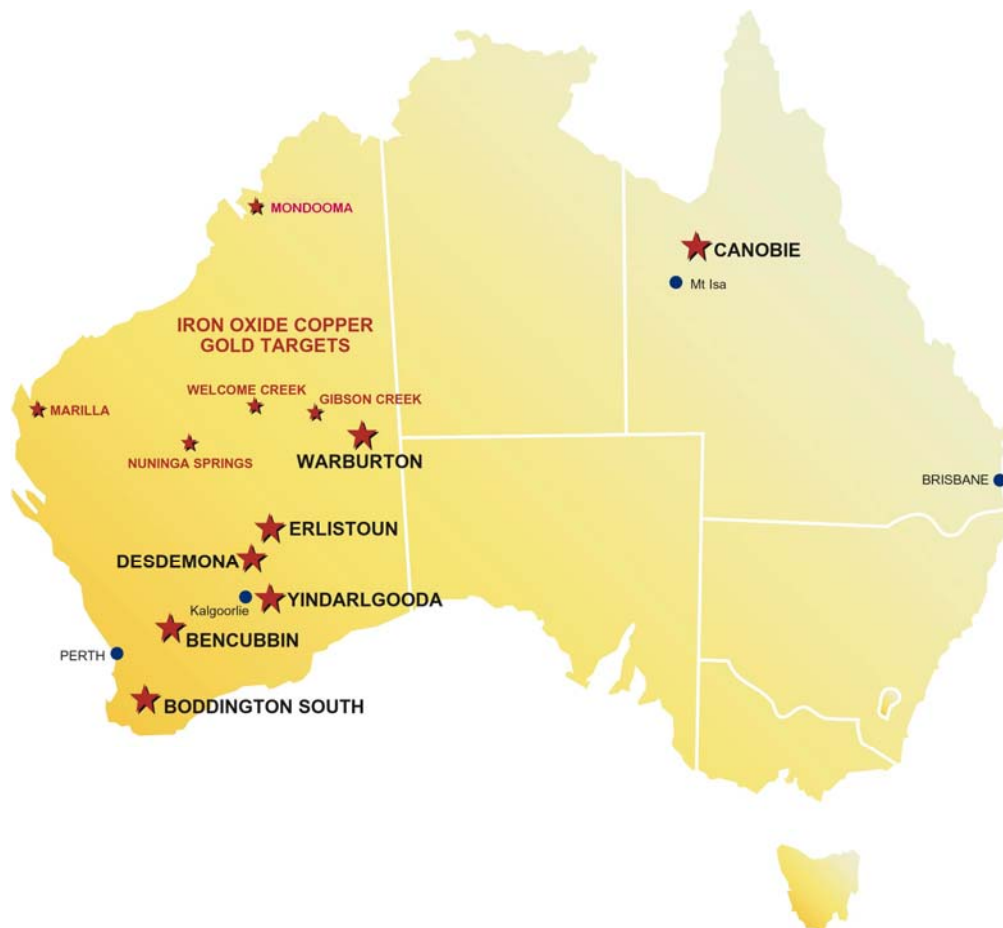 MONDOOMA
CANOBIE
Mt Isa
IRON OXIDE COPPER
GOLD TARGETS
WELCOME CREEK
GIBSON CREEK
MARILLA
NUNINGA SPRINGS
WARBURTON
BRISBANE
ERLISTOUN
DESDEMONA
YINDARLGOODA
Kalgoorlie
BENCUBBIN
PERTH
BODDINGTON SOUTH